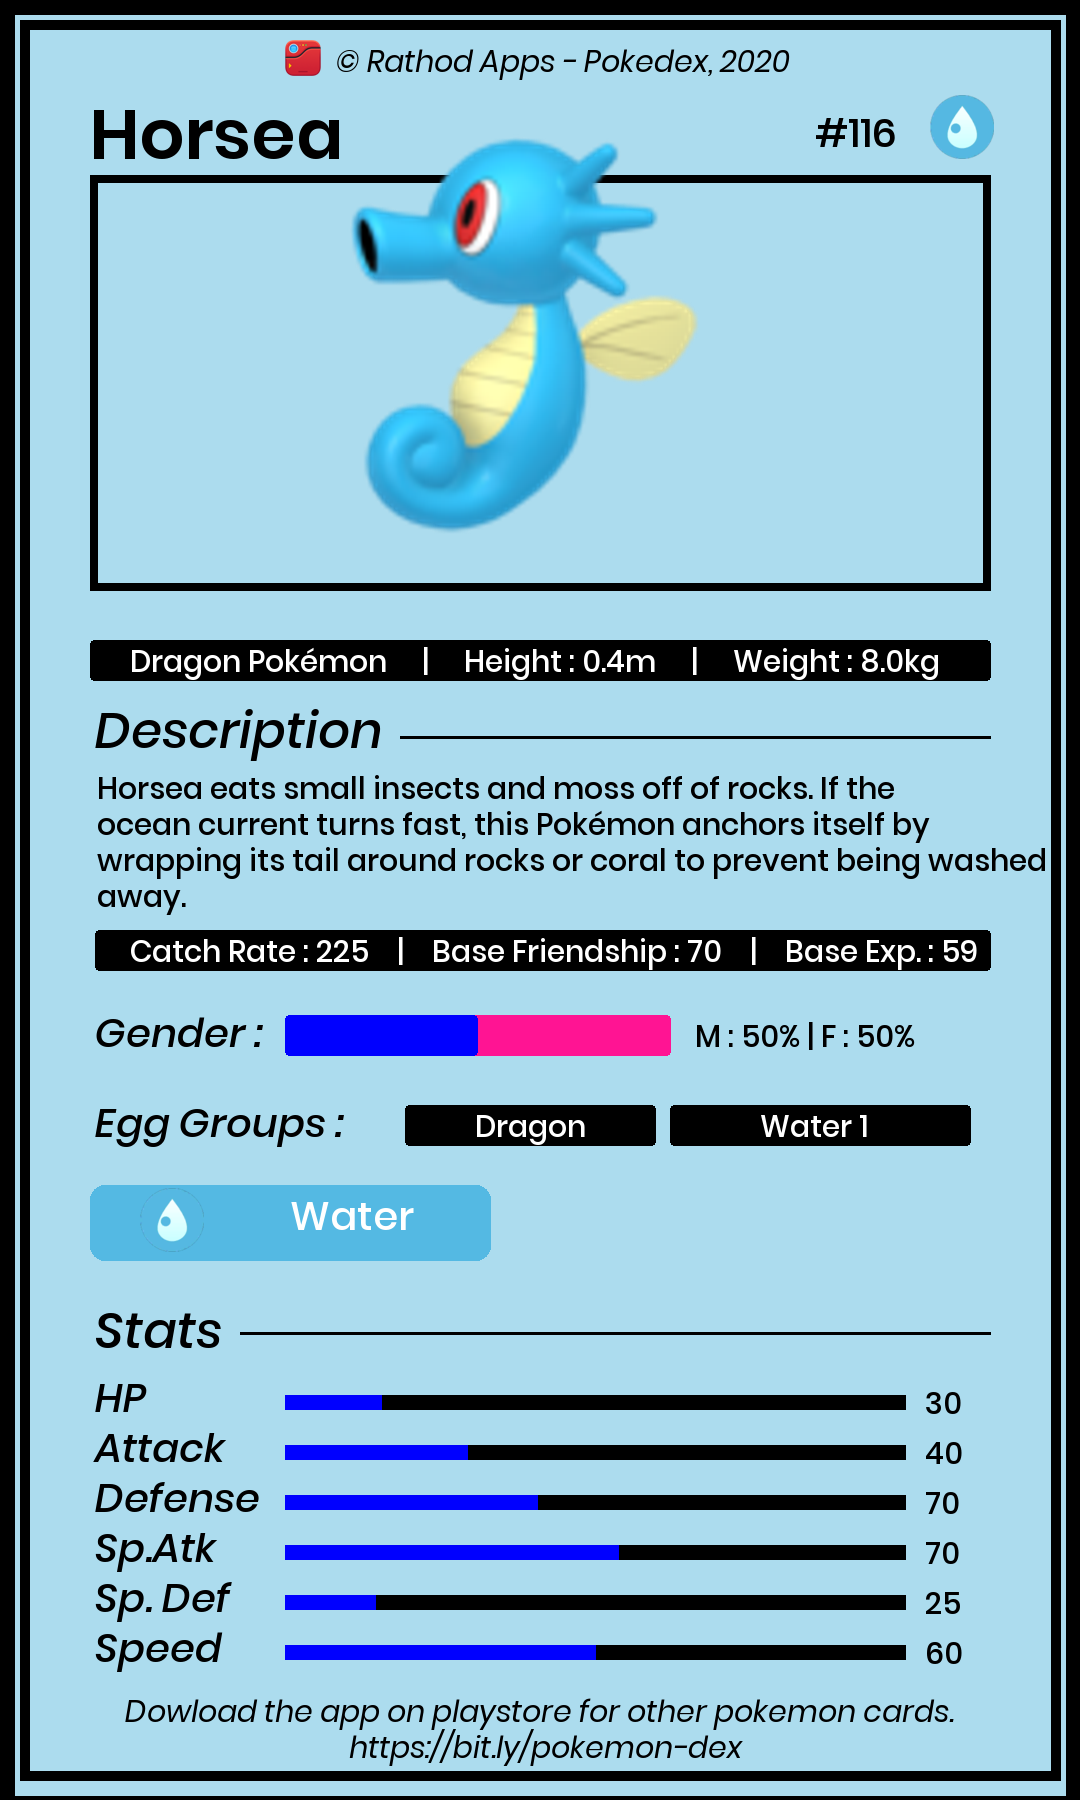 © Rathod Apps - Pokedex, 2020
Horsea #116
Dragon Pokémon | Height : 0.4m | Weight : 8.0kg
Description
Horsea eats small insects and moss off of rocks. If the
ocean current turns fast, this Pokémon anchors itself by
wrapping its tail around rocks or coral to prevent being washed
away.
Catch Rate : 225 | Base Friendship : 70 | Base Exp. : 59
Gender : M : 50% | F : 50%
Egg Groups : Dragon Water 1
Water
Stats
HP 30
Attack 40
Defense 70
Sp.Atk 70
Sp. Def 25
Speed 60
Dowload the app on playstore for other pokemon cards.
https://bit.ly/pokemon-dex